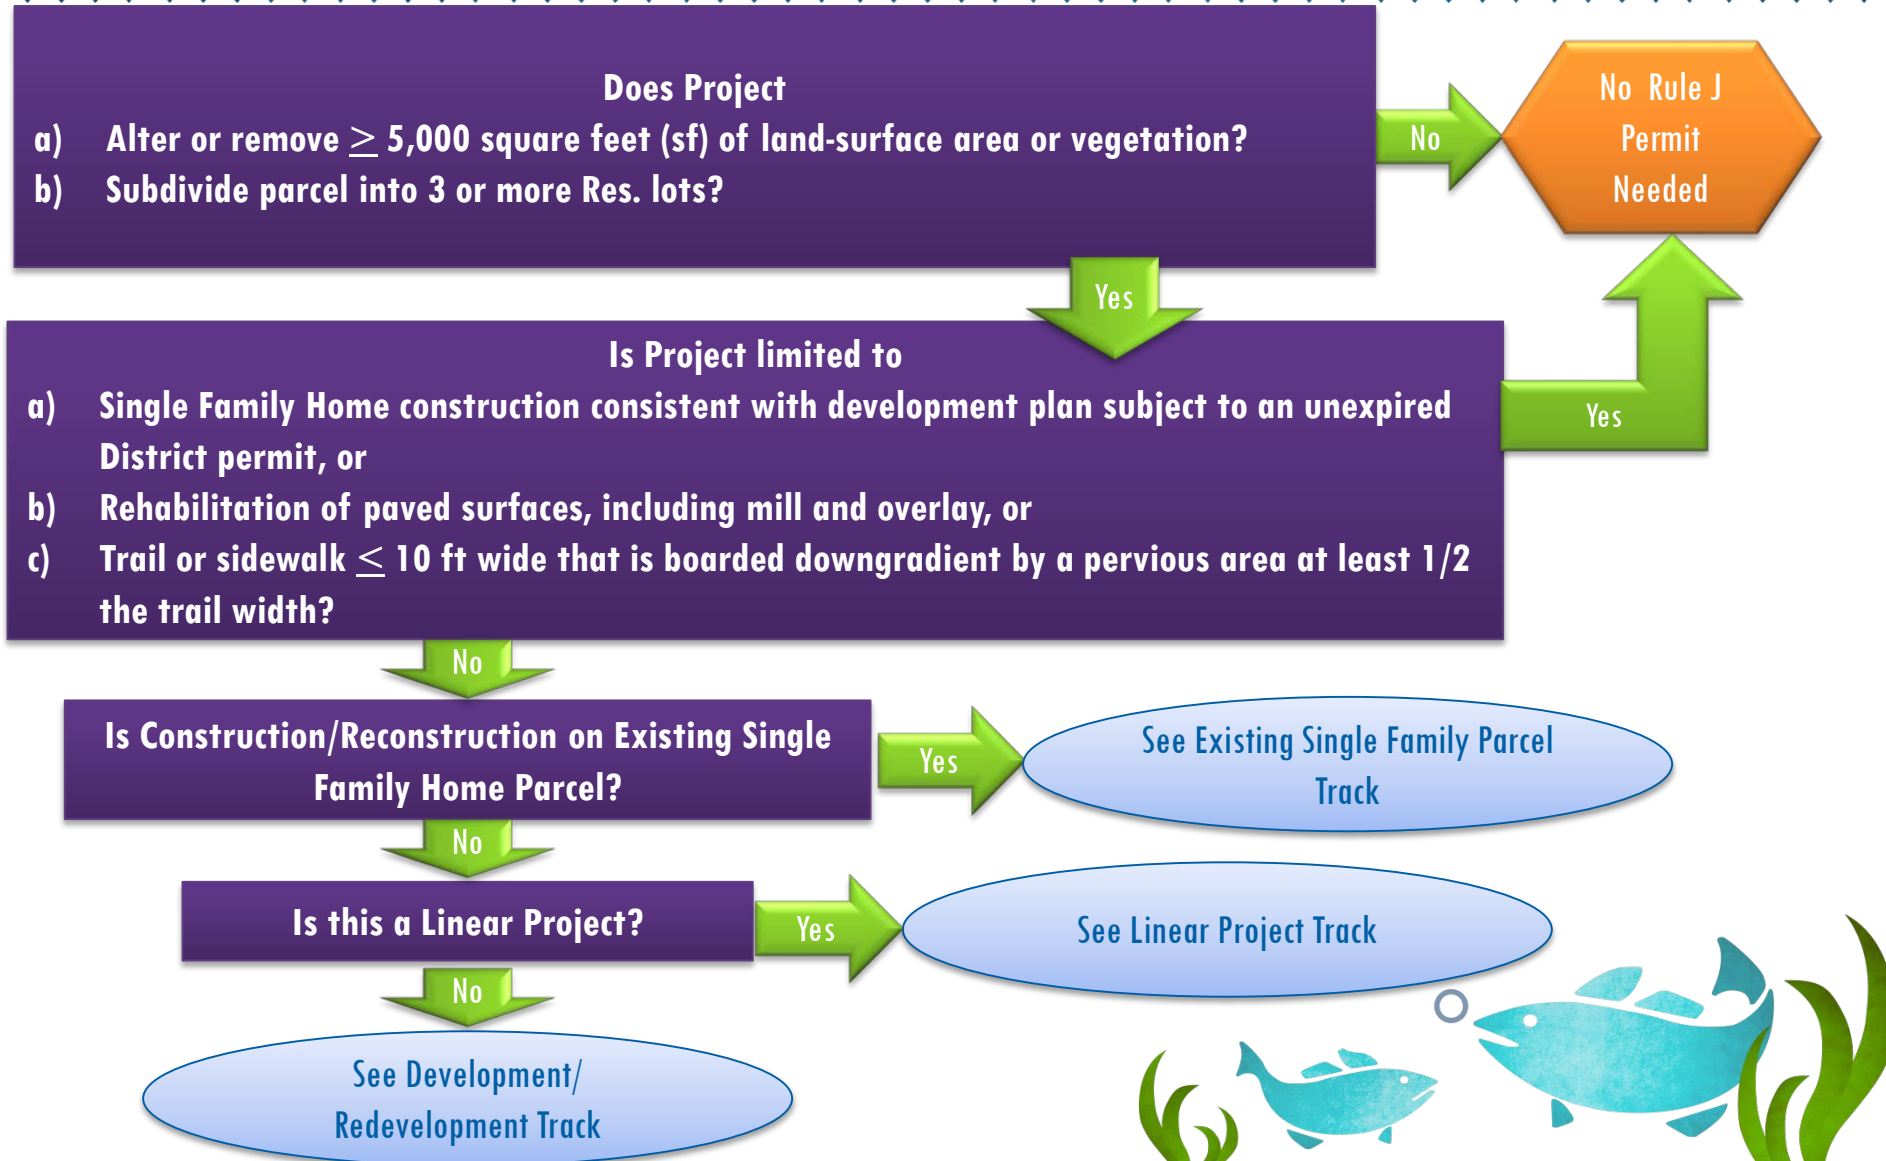 Does Project
a) Alter or remove ≥ 5,000 square feet (sf) of land-surface area or vegetation?
b) Subdivide parcel into 3 or more Res. lots?
No
No Rule J
Permit
Needed
Yes
Is Project limited to
a) Single Family Home construction consistent with development plan subject to an unexpired
District permit, or
b) Rehabilitation of paved surfaces, including mill and overlay, or
c) Trail or sidewalk ≤ 10 ft wide that is boarded downgradient by a pervious area at least 1/2
the trail width?
Yes
No
Is Construction/Reconstruction on Existing Single
Family Home Parcel?
Yes
See Existing Single Family Parcel
Track
No
Is this a Linear Project?
Yes
See Linear Project Track
No
See Development/
Redevelopment Track